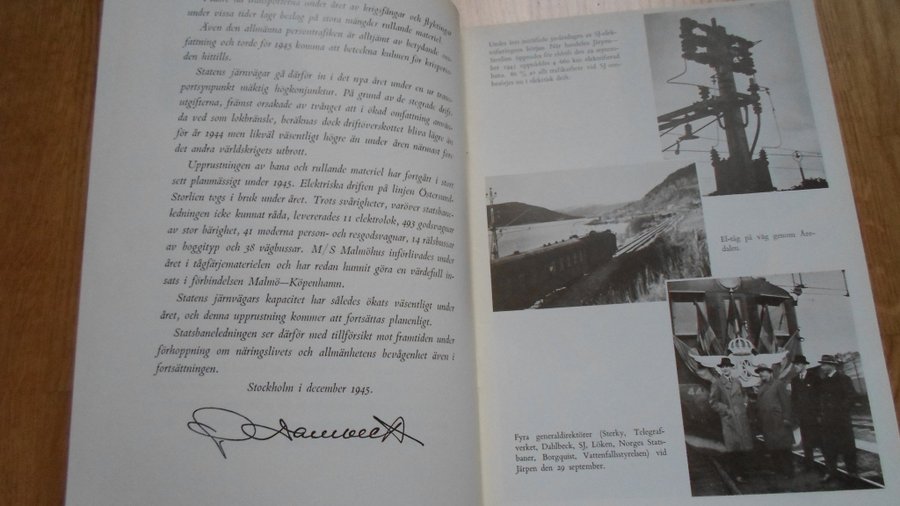 transporterna under året av krigsfångar och flyktingar
under vissa tider lagt beslag på stora mängder rullande materiel.
Även den allmänna persontrafiken är alltjämt av betydande om-
fattning och torde för 1945 komma att beteckna kulmen för krigsperio-
den hittills.
Statens järnvägar gå därför in i det nya året under en ur trans-
portsynpunkt mäktig högkonjunktur. På grund av de stegrade drifts-
utgifterna, främst orsakade av tvånget att i ökad omfattning använ-
da ved som lokbränsle, beräknas dock driftöverskottet bliva lägre än
för år 1944 men likväl väsentligt högre än under åren närmast före
det andra världskrigets utbrott.
Upprustningen av bana och rullande materiel har fortgått i stort
sett planmässigt under 1945. Elektriska driften på linjen Östersund-
Storlien togs i bruk under året. Trots svårigheter, varöver statsbane-
ledningen icke kunnat råda, levererades 11 elektrolok, 493 godsvagnar
av stor bärighet, 41 moderna person- och resgodsvagnar, 14 rälsbussar
av boggityp och 38 vägbussar. M/S Malmöhus införlivades under
året i tågfärjematerielen och har redan hunnit göra en värdefull in-
sats i förbindelsen Malmö—Köpenhamn.
Statens järnvägars kapacitet har således ökats väsentligt under
året, och denna upprustning kommer att fortsättas planenligt.
Statsbaneledningen ser därför med tillförsikt mot framtiden under
förhoppning om näringslivets och allmänhetens bevågenhet även i
fortsättningen.
Stockholm i december 1945.
El-tåg på väg genom Åre-
dalen.
Fyra generaldirektörer (Sterky, Telegraf-
verket, Dahlbeck, SJ, Löken, Norges Stats-
baner, Borgquist, Vattenfallsstyrelsen) vid
Järpen den 29 september.